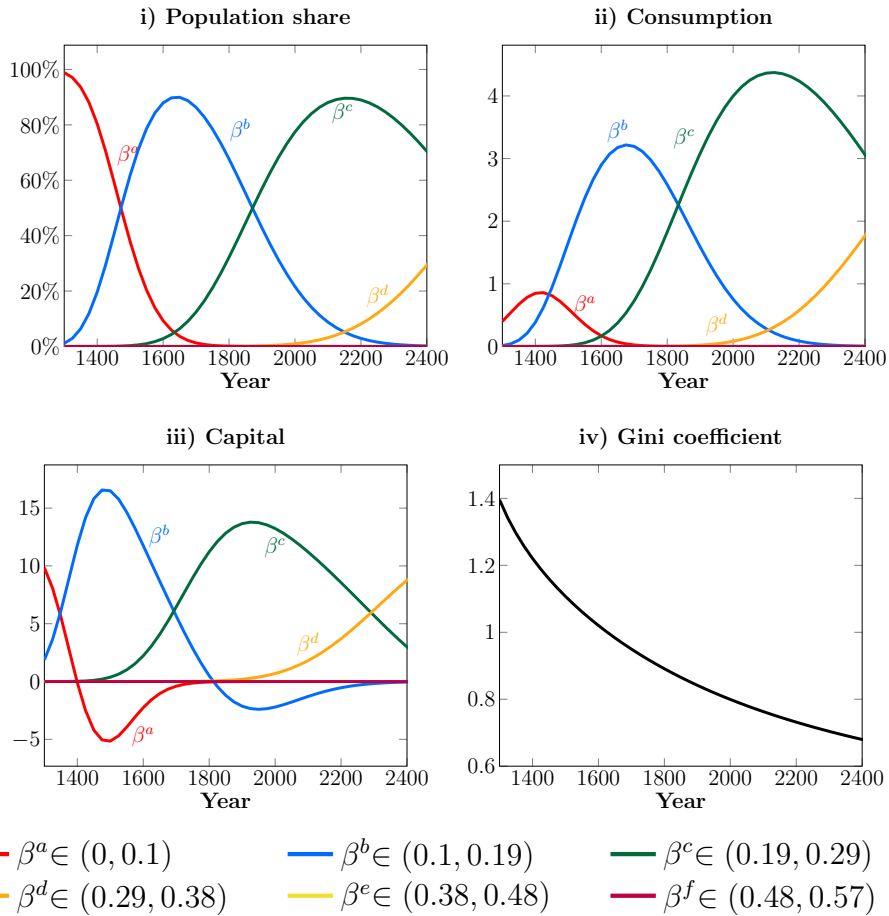 i) Population share
ii) Consumption
100%
80%
60%
40%
20%
0%
β^a
β^b
β^c
β^d
1400 1600 1800 2000 2200 2400
Year
4
3
2
1
0
β^a
β^b
β^c
β^d
1400 1600 1800 2000 2200 2400
Year
iii) Capital
iv) Gini coefficient
15
10
5
0
−5
β^a
β^b
β^c
β^d
1400 1600 1800 2000 2200 2400
Year
1.4
1.2
1
0.8
0.6
1400 1600 1800 2000 2200 2400
Year
β^a ∈ (0, 0.1) β^b ∈ (0.1, 0.19) β^c ∈ (0.19, 0.29)
β^d ∈ (0.29, 0.38) β^e ∈ (0.38, 0.48) β^f ∈ (0.48, 0.57)